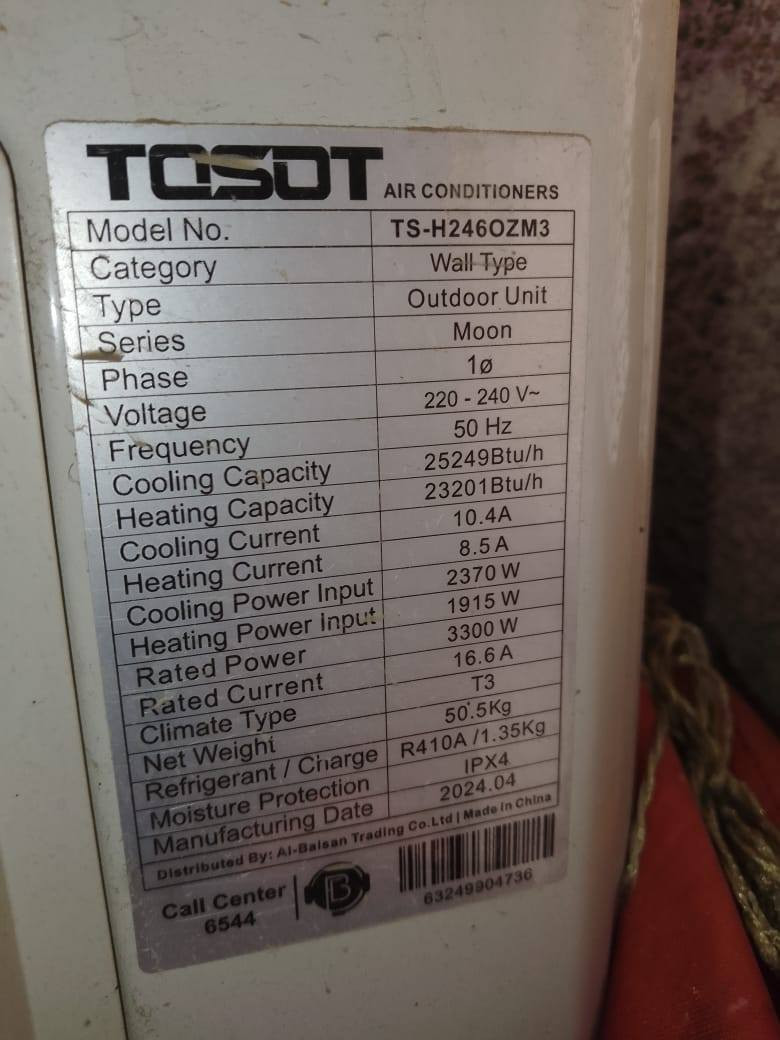 TOSOT AIR CONDITIONERS
Model No. TS-H246OZM3
Category Wall Type
Type Outdoor Unit
Series Moon
Phase 1ø
Voltage 220 - 240 V~
Frequency 50 Hz
Cooling Capacity 25249Btu/h
Heating Capacity 23201Btu/h
Cooling Current 10.4A
Heating Current 8.5 A
Cooling Power Input 2370 W
Heating Power Input 1915 W
Rated Power 3300 W
Rated Current 16.6 A
Climate Type T3
Net Weight 50.5Kg
Refrigerant / Charge R410A /1.35Kg
Moisture Protection IPX4
Manufacturing Date 2024.04
Distributed By: Al-Balsan Trading Co.Ltd | Made in China
Call Center
6544
B
63249904736